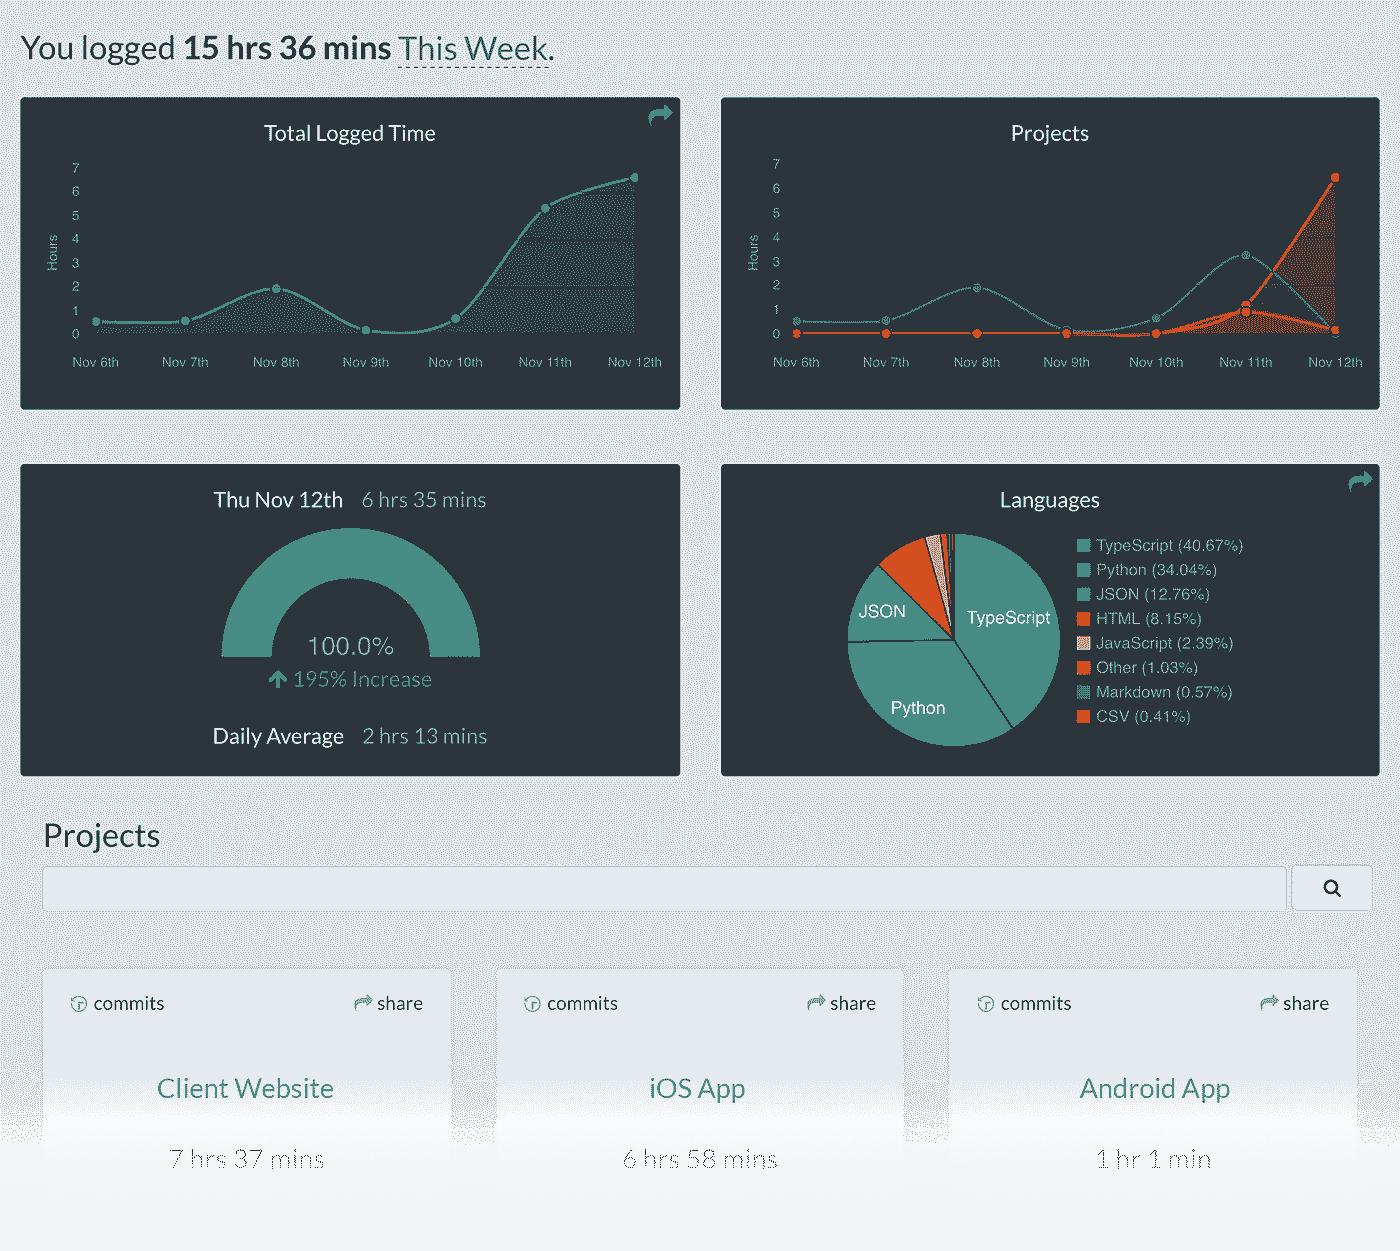 You logged 15 hrs 36 mins This Week.
Total Logged Time
Hours
7
6
5
4
3
2
1
0
Nov 6th Nov 7th Nov 8th Nov 9th Nov 10th Nov 11th Nov 12th
Projects
Hours
7
6
5
4
3
2
1
0
Nov 6th Nov 7th Nov 8th Nov 9th Nov 10th Nov 11th Nov 12th
Thu Nov 12th 6 hrs 35 mins
100.0%
195% Increase
Daily Average 2 hrs 13 mins
Languages
JSON
TypeScript
Python
TypeScript (40.67%)
Python (34.04%)
JSON (12.76%)
HTML (8.15%)
JavaScript (2.39%)
Other (1.03%)
Markdown (0.57%)
CSV (0.41%)
Projects
commits share
Client Website
7 hrs 37 mins
commits share
iOS App
6 hrs 58 mins
commits share
Android App
1 hr 1 min